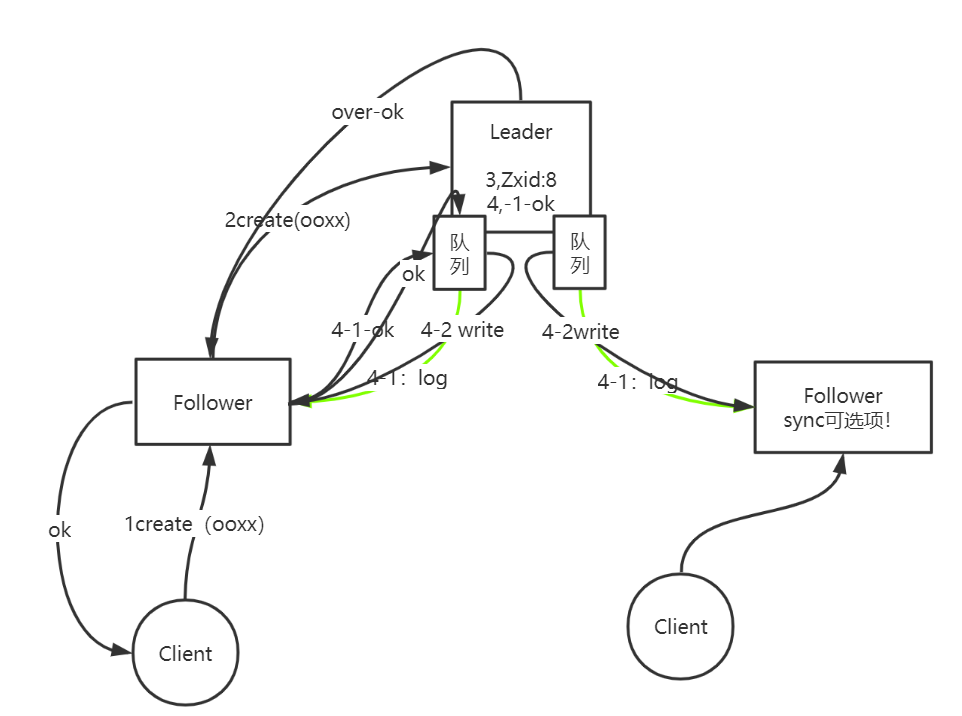 over-ok
Leader
3,Zxid:8
4,-1-ok
2create(ooxx)
队
列
队
列
ok
4-1-ok
4-2 write
4-2write
4-1：log
4-1：log
Follower
Follower
sync可选项！
ok
1create（ooxx）
Client
Client